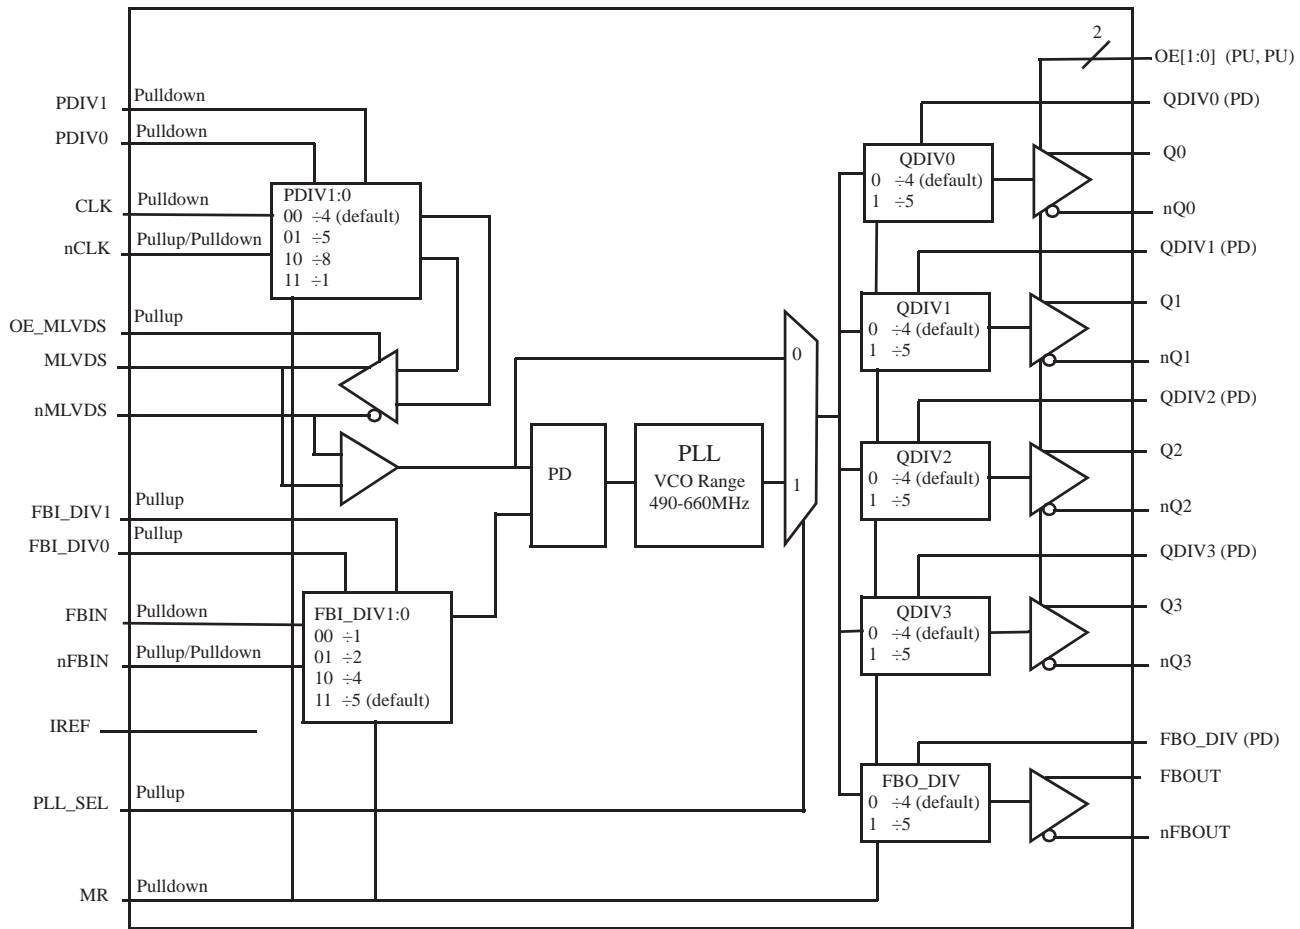 2
OE[1:0] (PU, PU)
PDIV1
Pulldown
QDIV0 (PD)
PDIV0
Pulldown
QDIV0
0 ÷4 (default)
1 ÷5
Q0
nQ0
PDIV1:0
00 ÷4 (default)
01 ÷5
10 ÷8
11 ÷1
CLK
Pulldown
nCLK
Pullup/Pulldown
QDIV1 (PD)
QDIV1
0 ÷4 (default)
1 ÷5
Q1
nQ1
OE_MLVDS
Pullup
MLVDS
nMLVDS
0
1
QDIV2 (PD)
QDIV2
0 ÷4 (default)
1 ÷5
Q2
nQ2
PD
PLL
VCO Range
490-660MHz
FBI_DIV1
Pullup
FBI_DIV0
Pullup
QDIV3 (PD)
QDIV3
0 ÷4 (default)
1 ÷5
Q3
nQ3
FBIN
Pulldown
nFBIN
Pullup/Pulldown
FBI_DIV1:0
00 ÷1
01 ÷2
10 ÷4
11 ÷5 (default)
IREF
FBO_DIV (PD)
FBO_DIV
0 ÷4 (default)
1 ÷5
FBOUT
nFBOUT
PLL_SEL
Pullup
MR
Pulldown